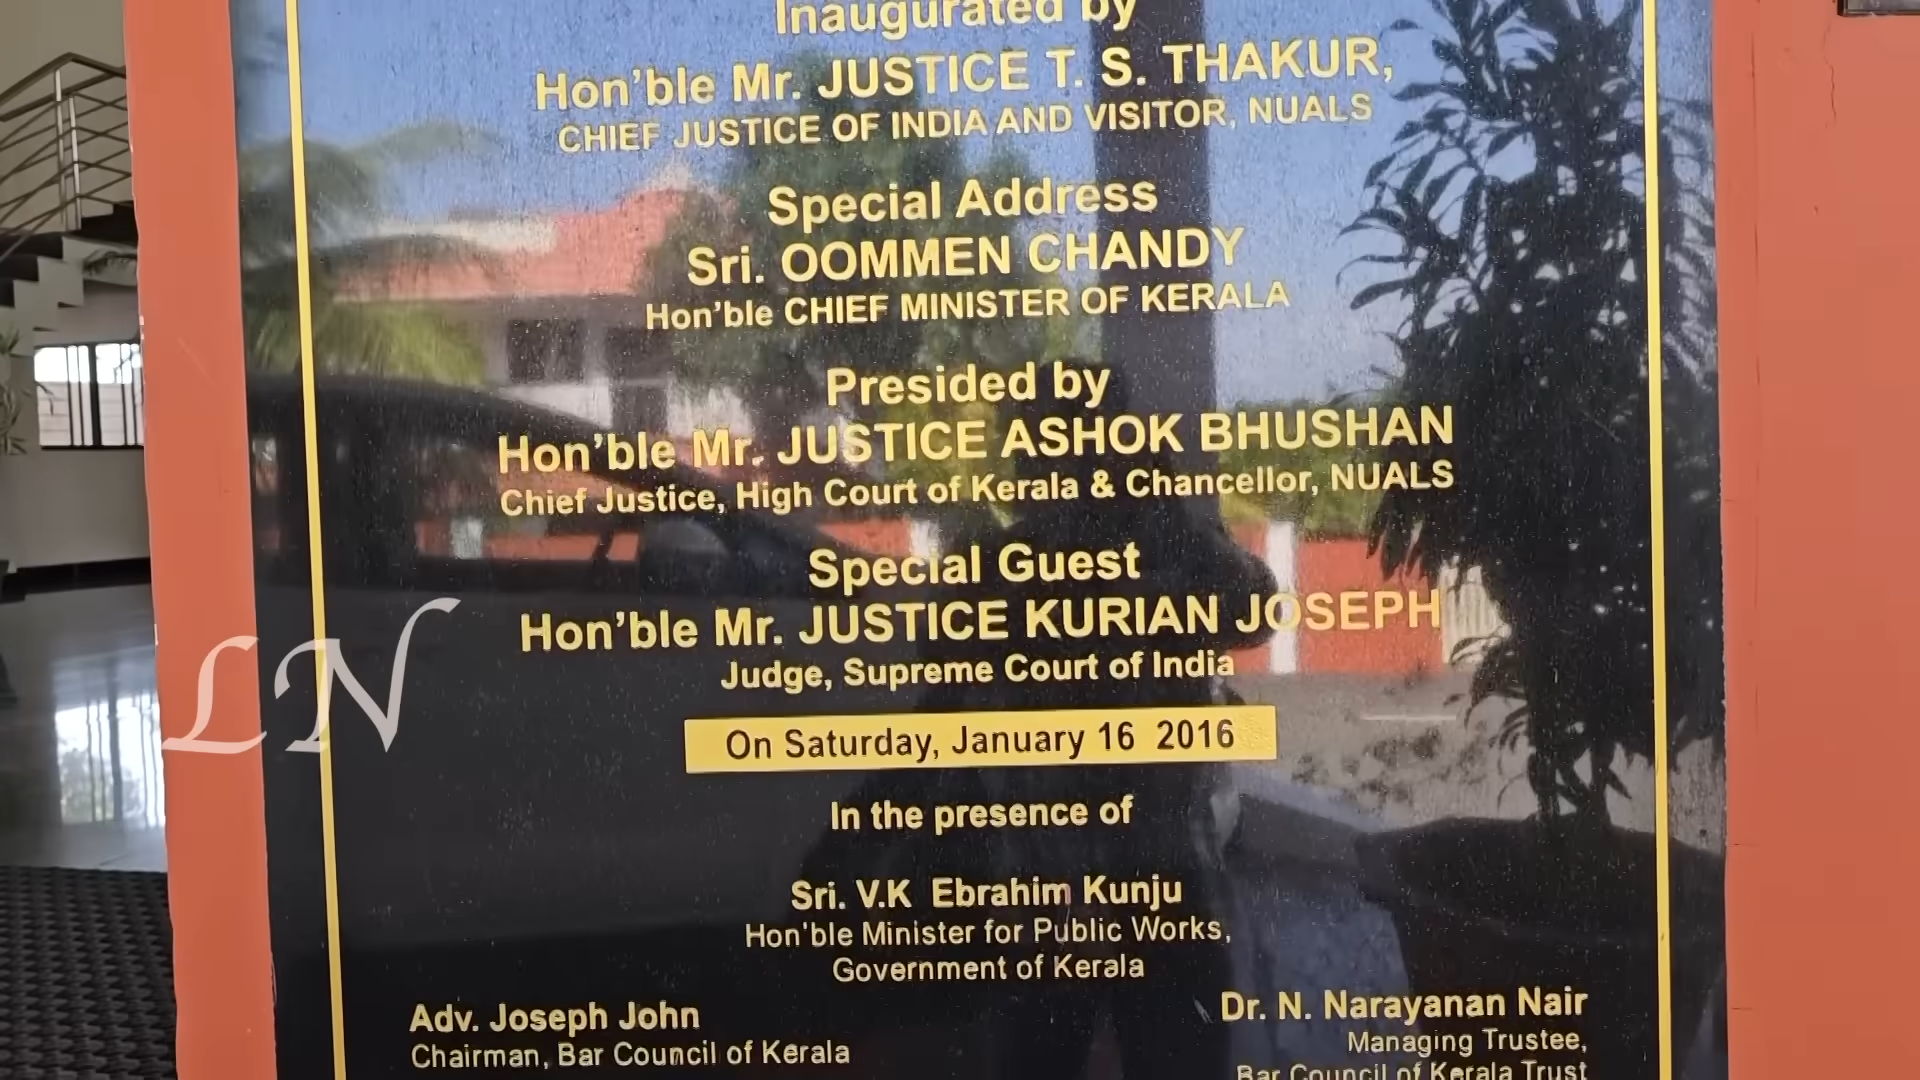 Inaugurated by
Hon'ble Mr. JUSTICE T. S. THAKUR,
CHIEF JUSTICE OF INDIA AND VISITOR, NUALS
Special Address
Sri. OOMMEN CHANDY
Hon'ble CHIEF MINISTER OF KERALA
Presided by
Hon'ble Mr. JUSTICE ASHOK BHUSHAN
Chief Justice, High Court of Kerala & Chancellor, NUALS
Special Guest
Hon'ble Mr. JUSTICE KURIAN JOSEPH
Judge, Supreme Court of India
LN
On Saturday, January 16 2016
In the presence of
Sri. V.K Ebrahim Kunju
Hon'ble Minister for Public Works,
Government of Kerala
Adv. Joseph John
Chairman, Bar Council of Kerala
Dr. N. Narayanan Nair
Managing Trustee,
Bar Council of Kerala Trust